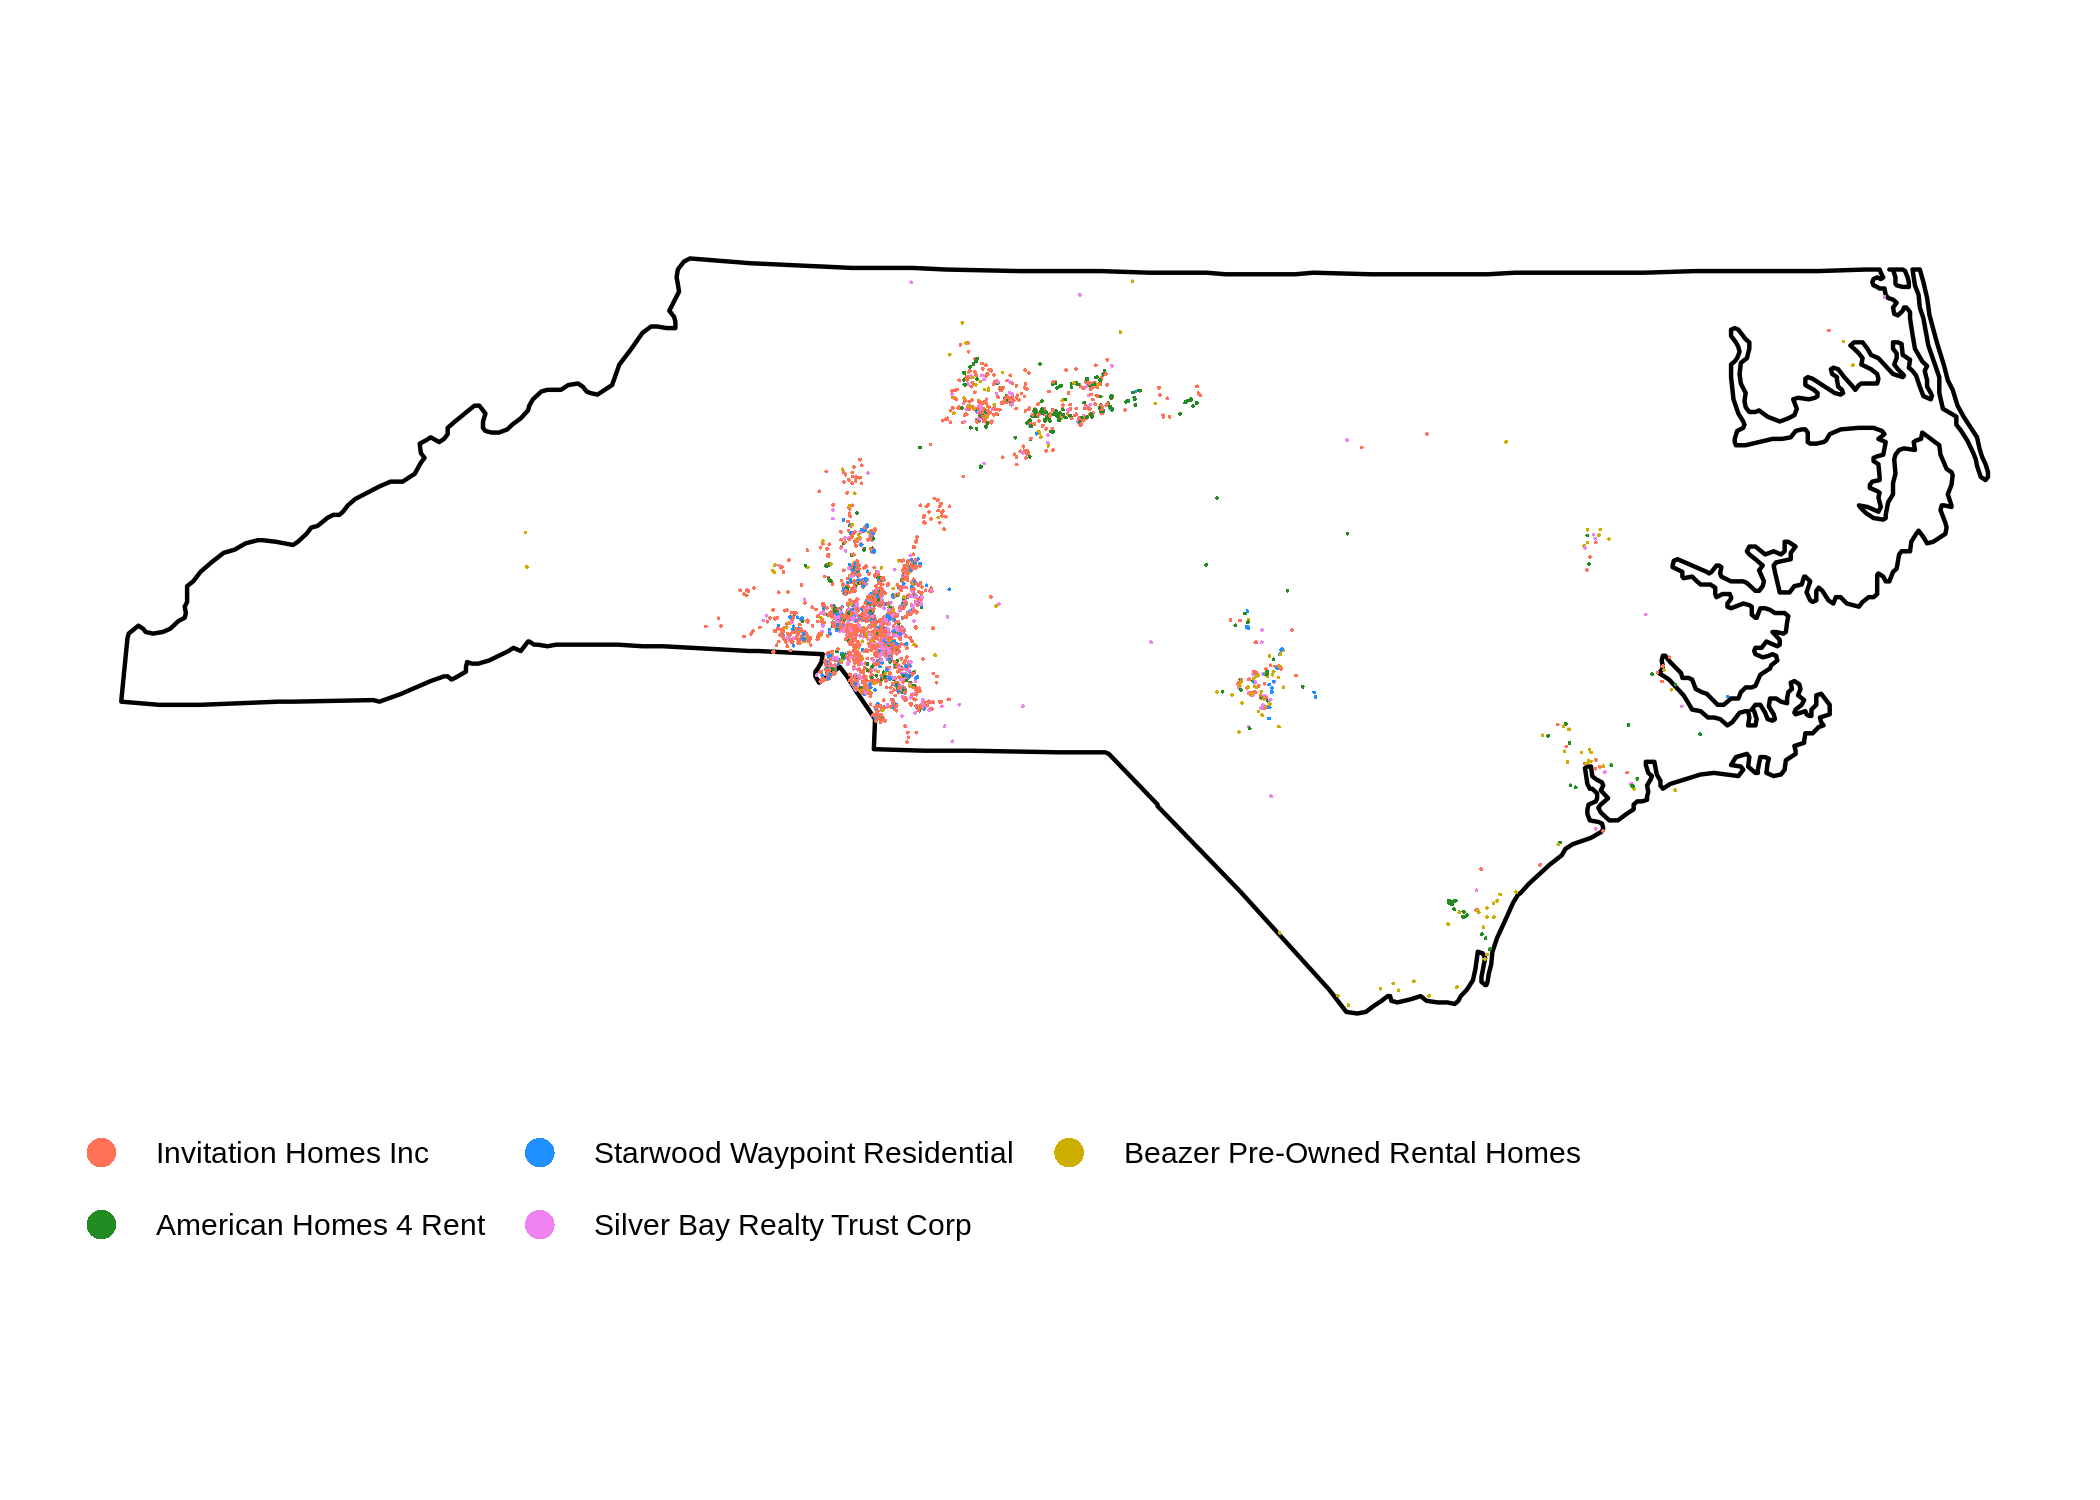 Invitation Homes Inc
Starwood Waypoint Residential
Beazer Pre-Owned Rental Homes
American Homes 4 Rent
Silver Bay Realty Trust Corp